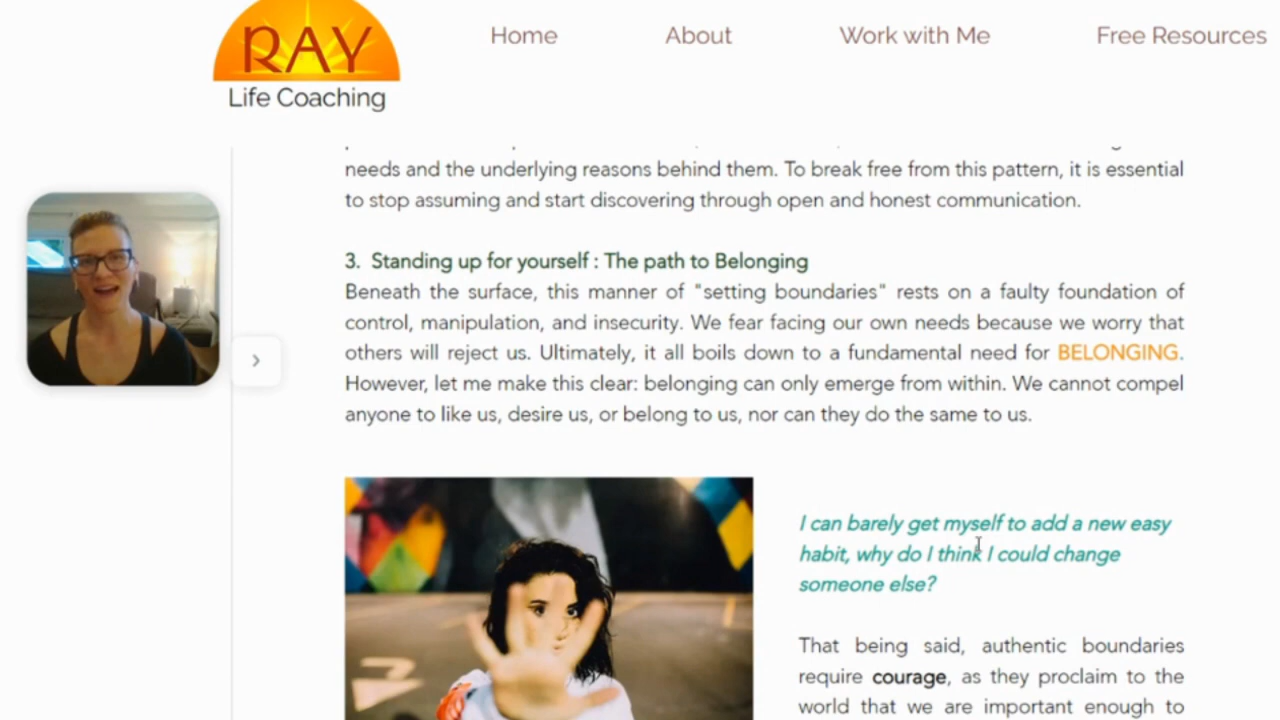 RAY
Life Coaching
Home
About
Work with Me
Free Resources
needs and the underlying reasons behind them. To break free from this pattern, it is essential
to stop assuming and start discovering through open and honest communication.
3. Standing up for yourself : The path to Belonging
Beneath the surface, this manner of "setting boundaries" rests on a faulty foundation of
control, manipulation, and insecurity. We fear facing our own needs because we worry that
others will reject us. Ultimately, it all boils down to a fundamental need for BELONGING.
However, let me make this clear: belonging can only emerge from within. We cannot compel
anyone to like us, desire us, or belong to us, nor can they do the same to us.
I can barely get myself to add a new easy
habit, why do I think I could change
someone else?
That being said, authentic boundaries
require courage, as they proclaim to the
world that we are important enough to